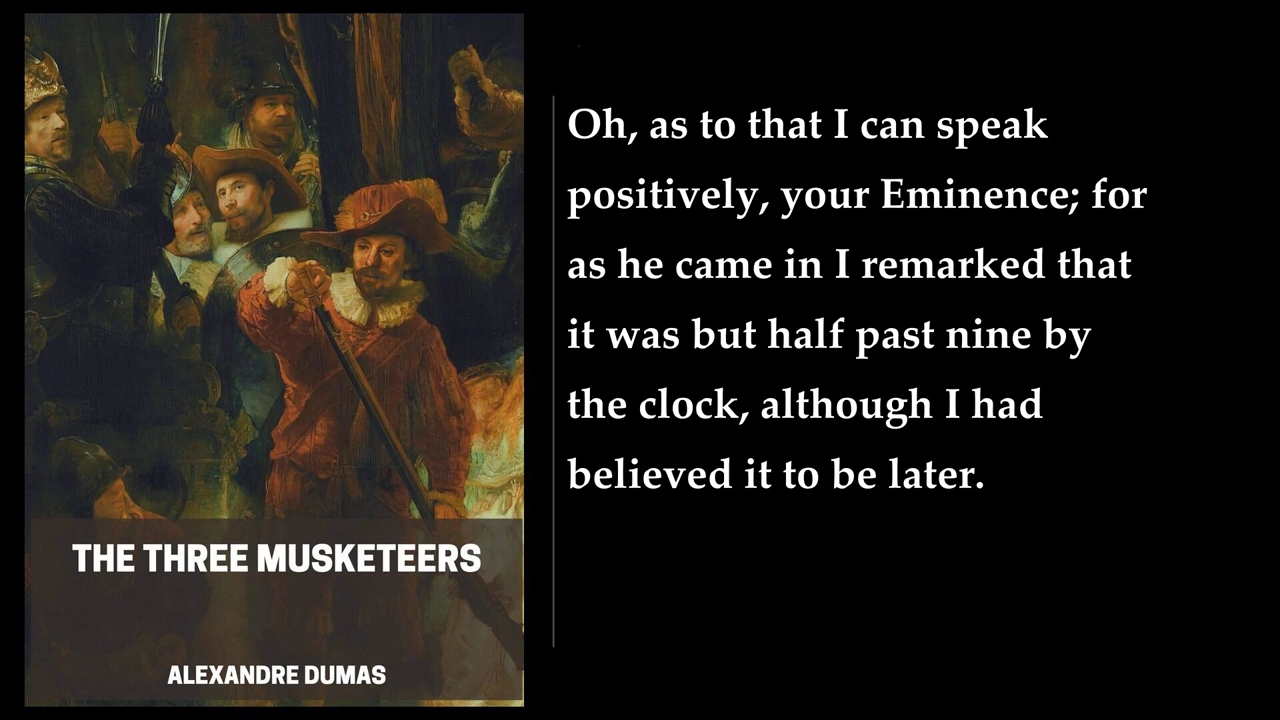 THE THREE MUSKETEERS
ALEXANDRE DUMAS
Oh, as to that I can speak
positively, your Eminence; for
as he came in I remarked that
it was but half past nine by
the clock, although I had
believed it to be later.